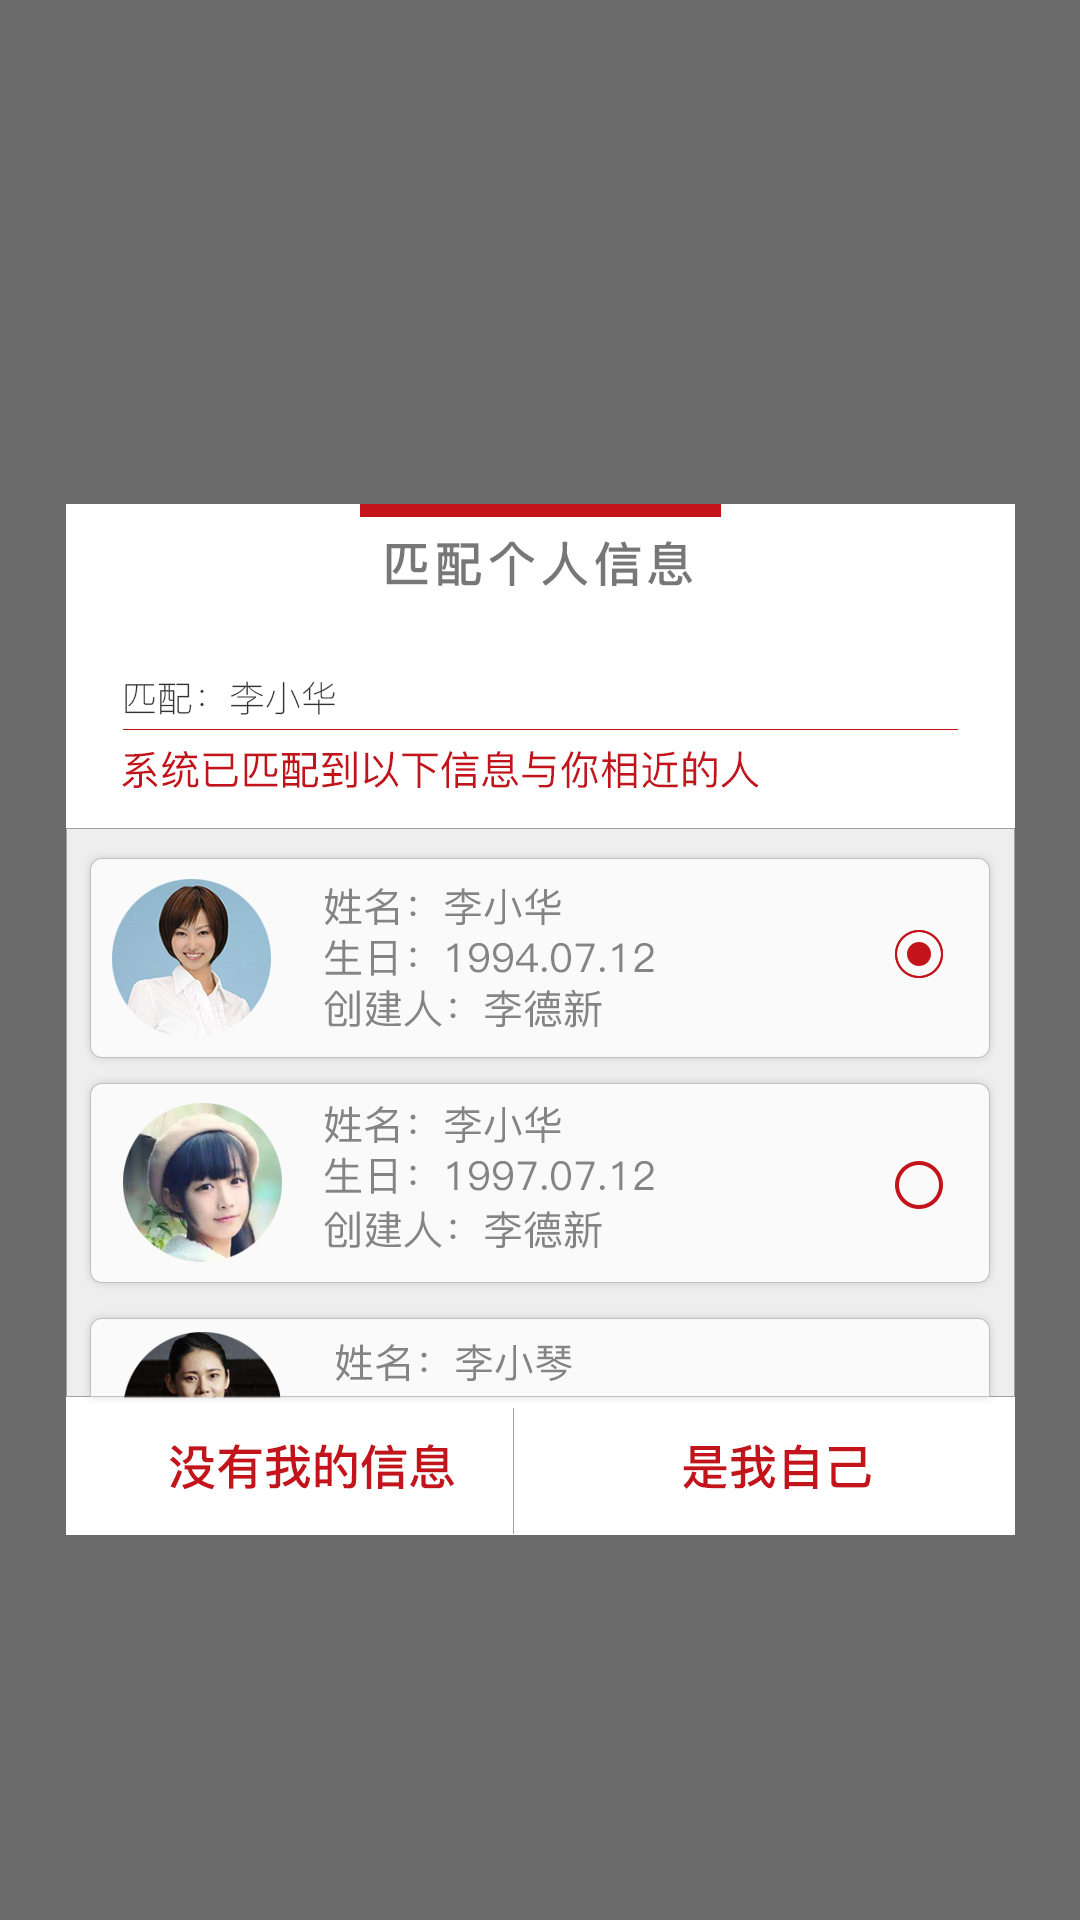 匹配个人信息
匹配：李小华
系统已匹配到以下信息与你相近的人
姓名：李小华
生日：1994.07.12
创建人：李德新
姓名：李小华
生日：1997.07.12
创建人：李德新
姓名：李小琴
没有我的信息
是我自己